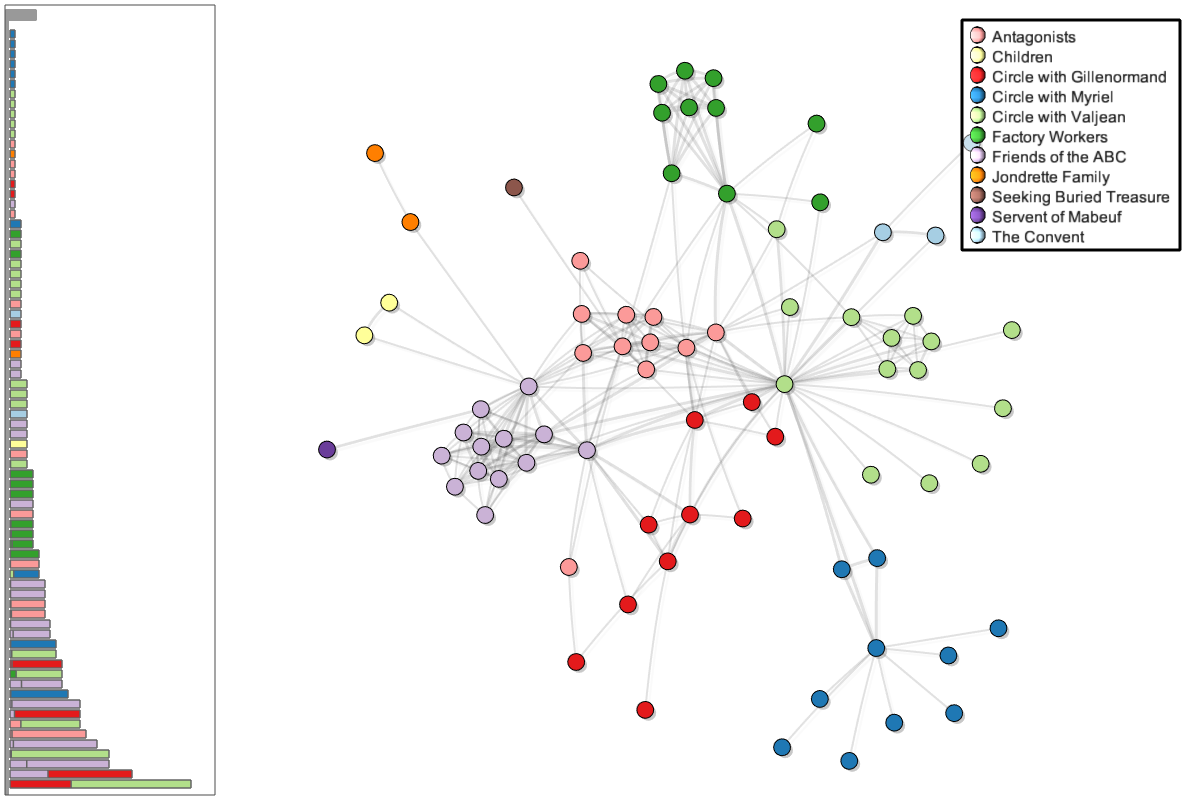 Antagonists
Children
Circle with Gillenormand
Circle with Myriel
Circle with Valjean
Factory Workers
Friends of the ABC
Jondrette Family
Seeking Buried Treasure
Servent of Mabeuf
The Convent